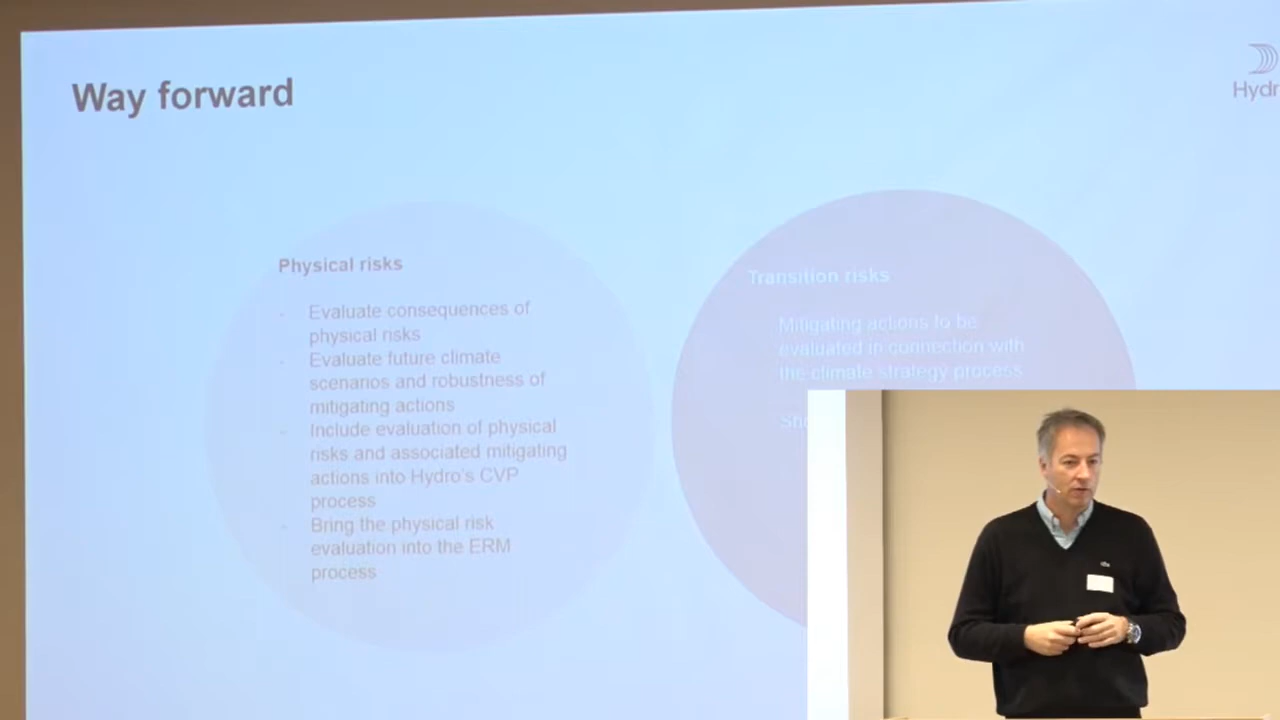 Way forward
Hydr
Physical risks
- Evaluate consequences of
physical risks
- Evaluate future climate
scenarios and robustness of
mitigating actions
- Include evaluation of physical
risks and associated mitigating
actions into Hydro's CVP
process
- Bring the physical risk
evaluation into the ERM
process
Transition risks
Mitigating actions to be
evaluated in connection with
the climate strategy process